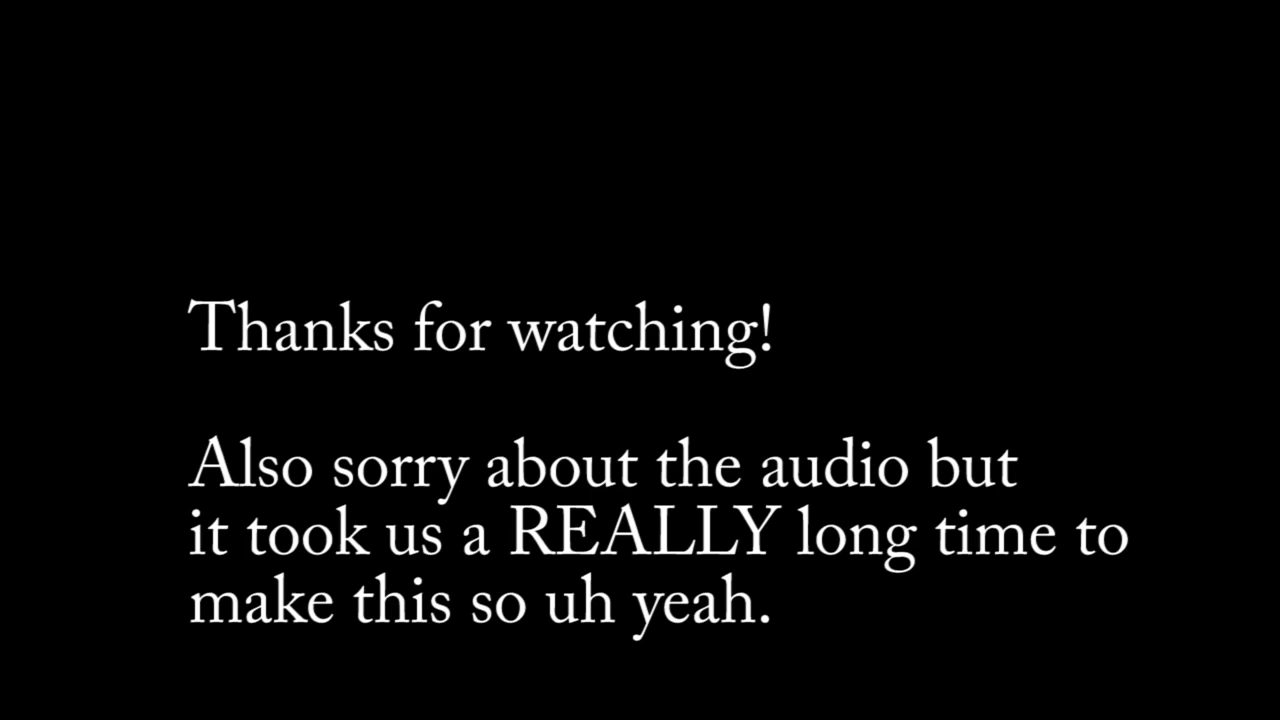 Thanks for watching!
Also sorry about the audio but
it took us a REALLY long time to
make this so uh yeah.